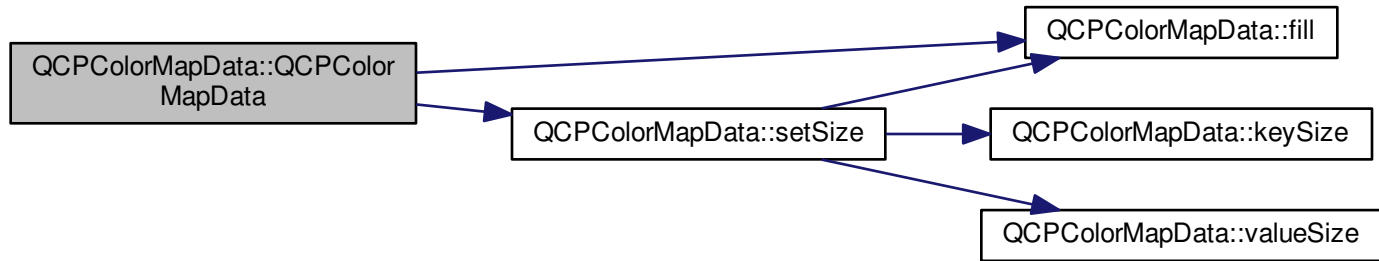 QCPColorMapData::QCPColor
MapData
QCPColorMapData::fill
QCPColorMapData::setSize
QCPColorMapData::keySize
QCPColorMapData::valueSize